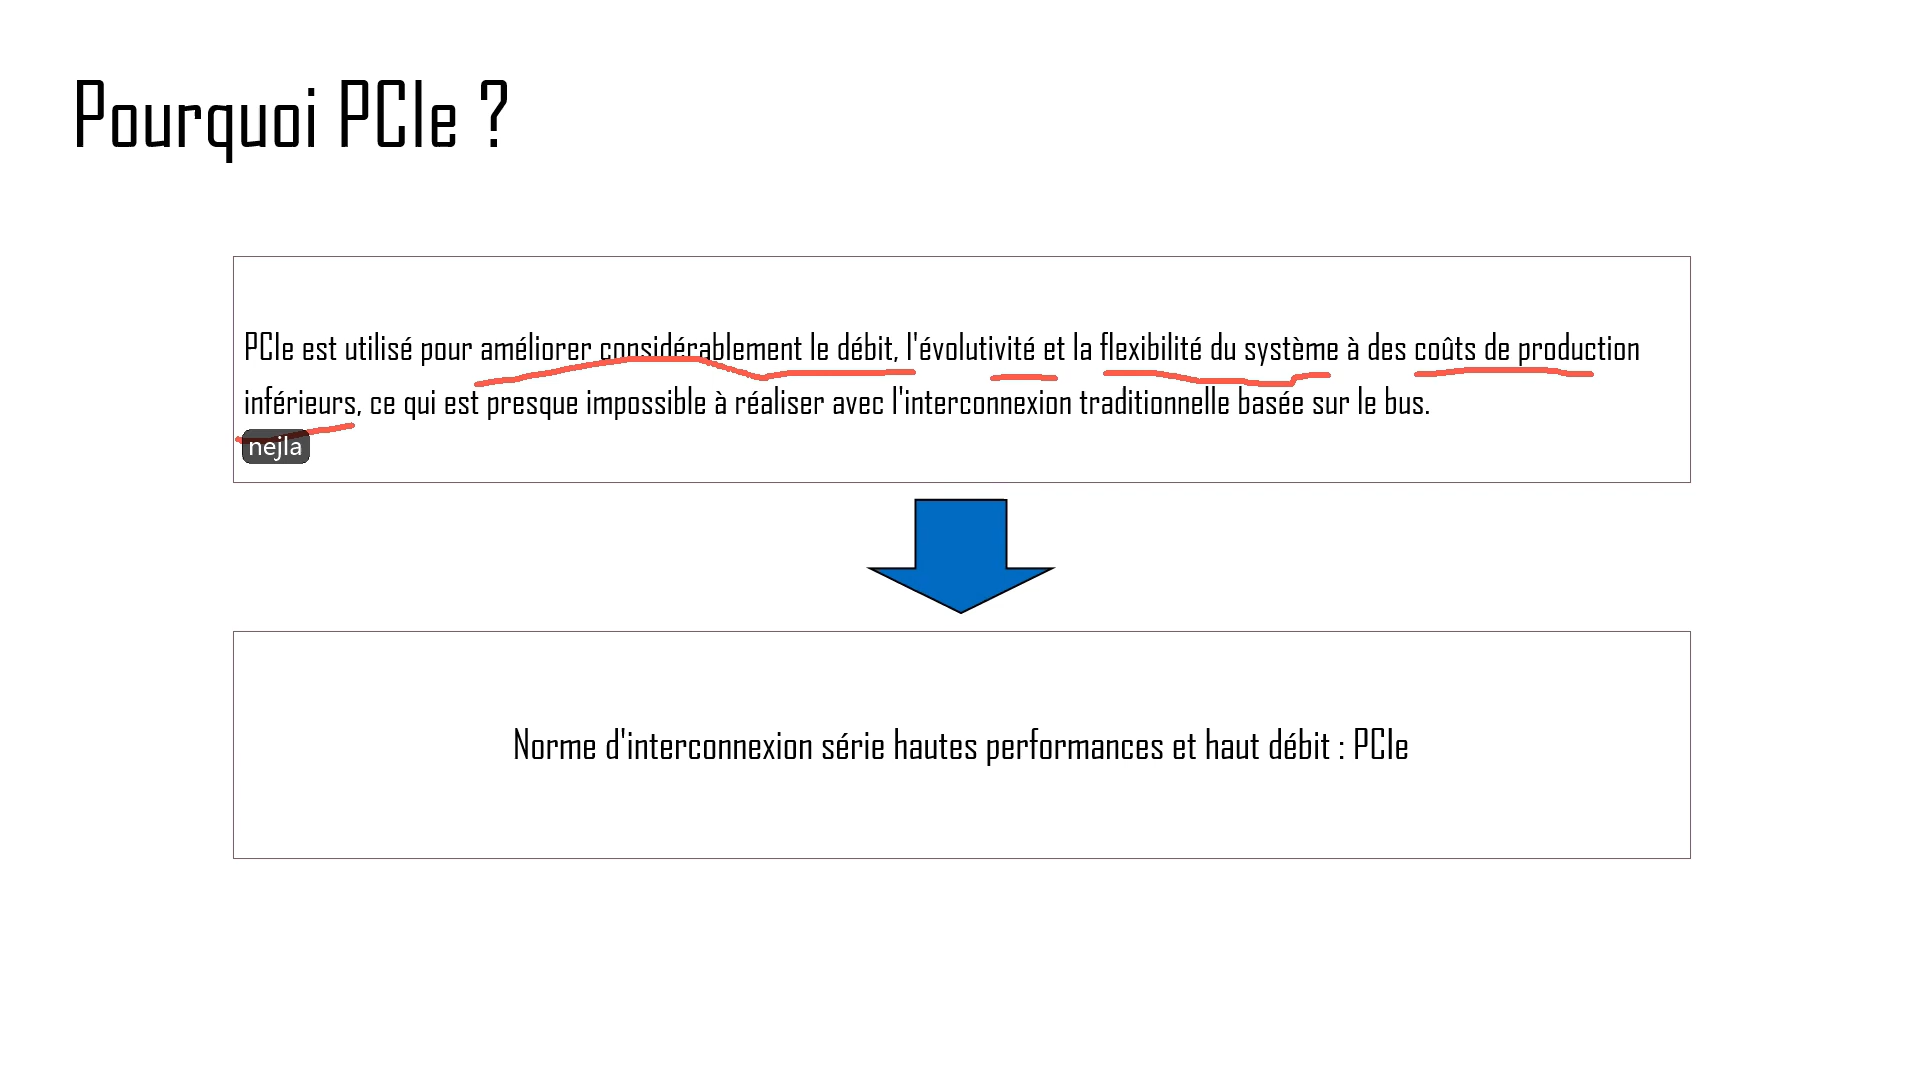 Pourquoi PCIe ?
PCIe est utilisé pour améliorer considérablement le débit, l'évolutivité et la flexibilité du système à des coûts de production
inférieurs, ce qui est presque impossible à réaliser avec l'interconnexion traditionnelle basée sur le bus.
nejla
Norme d'interconnexion série hautes performances et haut débit : PCIe